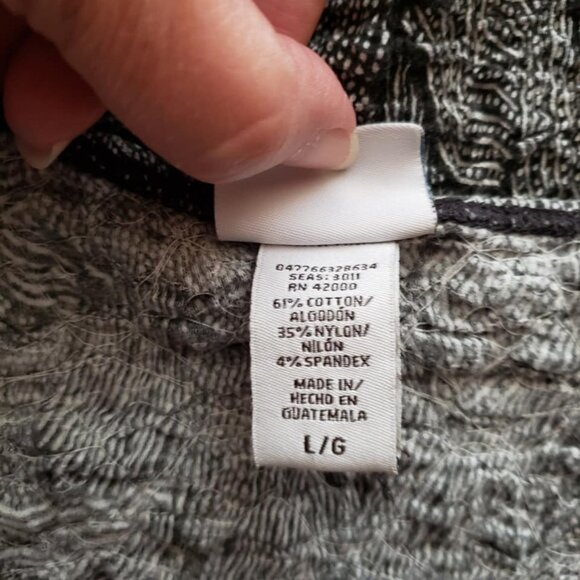 047766328634
SEAS: 3011
RN 42000
61% COTTON/
ALGODÓN
35% NYLON/
NILÓN
4% SPANDEX
MADE IN/
HECHO EN
GUATEMALA
L/G